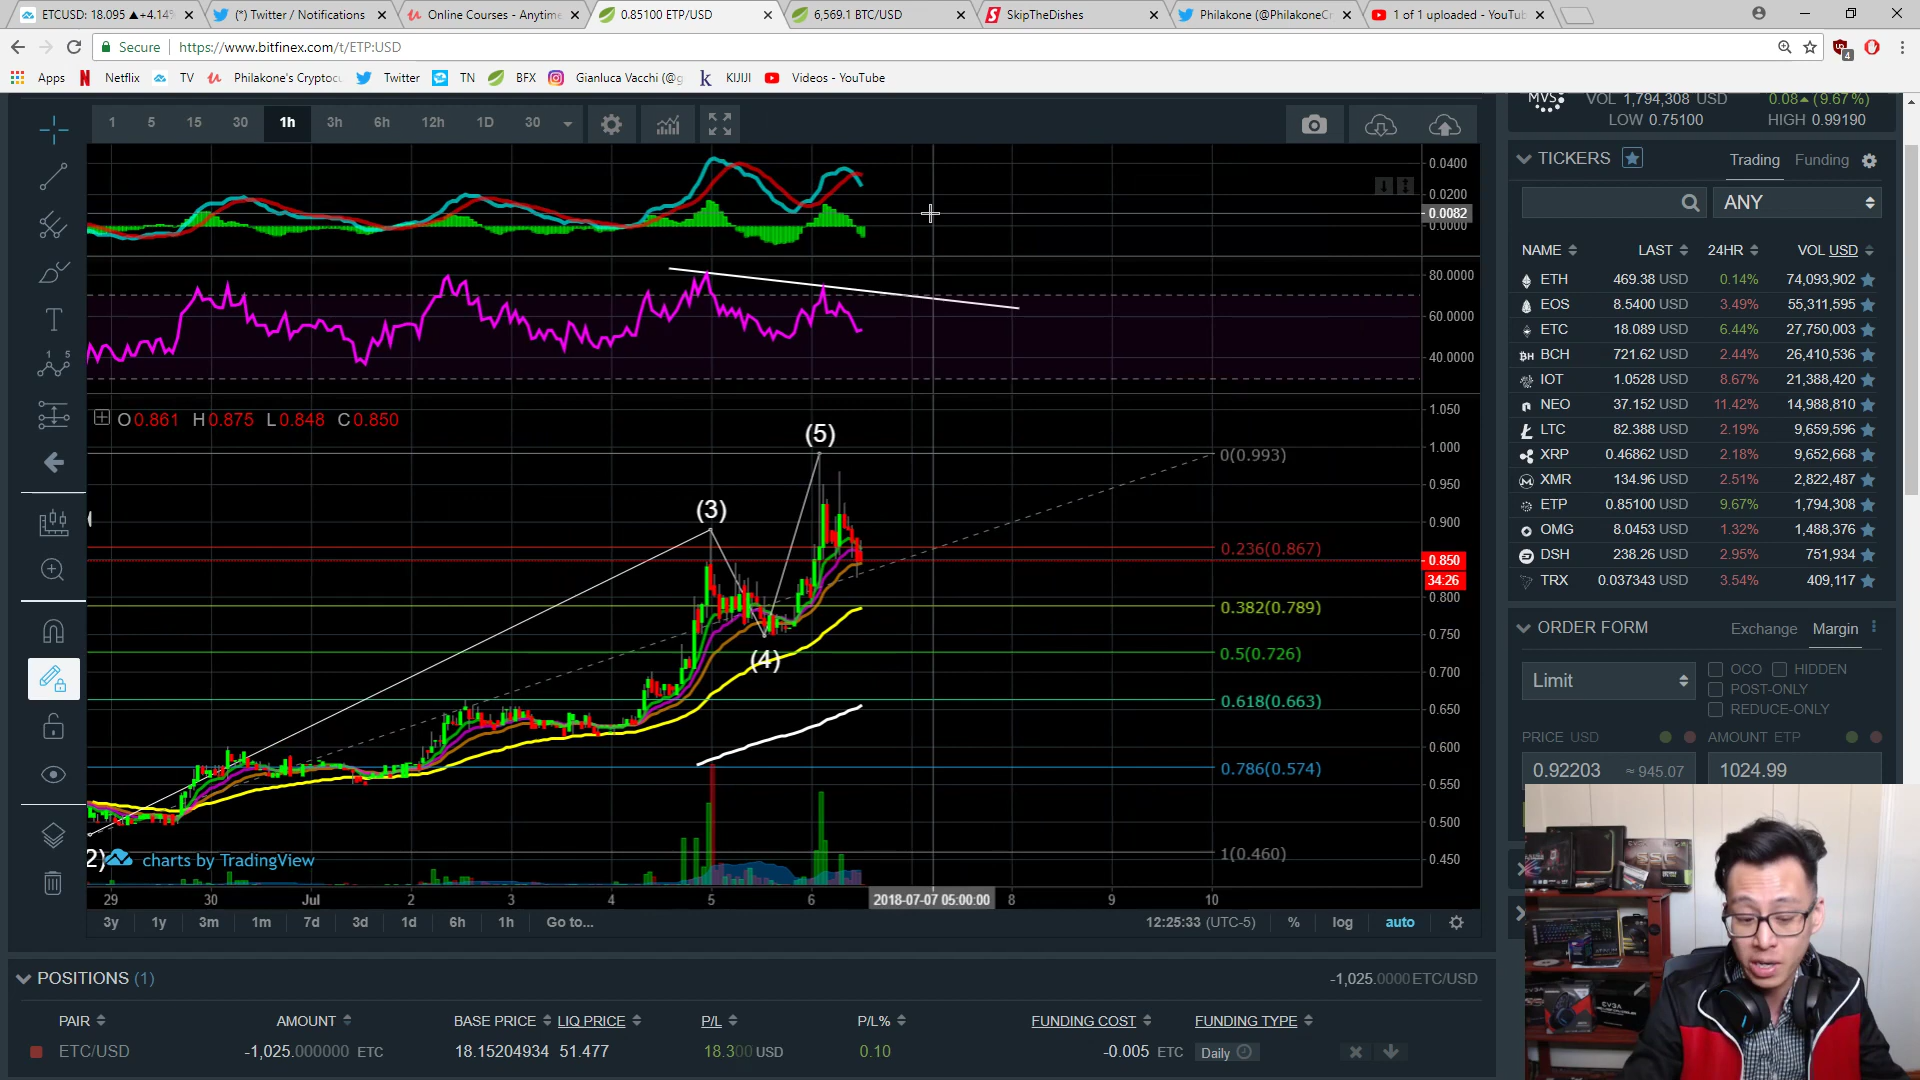 ETCUSD: 18.095 ▲+4.14%
(*) Twitter / Notifications
Online Courses - Anytime
0.85100 ETP/USD
6,569.1 BTC/USD
SkipTheDishes
Philakone (@PhilakoneCr
1 of 1 uploaded - YouTub
Secure https://www.bitfinex.com/t/ETP:USD
4
Apps Netflix TV Philakone's Cryptocu Twitter TN BFX Gianluca Vacchi (@g KIJIJI Videos - YouTube
1 5 15 30 1h 3h 6h 12h 1D 30
0.0400
0.0200
0.0082
0.0000
80.0000
60.0000
40.0000
O0.861 H0.875 L0.848 C0.850
1.050
1.000
0.950
0.900
0.850
34:26
0.800
0.750
0.700
0.650
0.600
0.550
0.500
0.450
(5)
(3)
(4)
2)
0(0.993)
0.236(0.867)
0.382(0.789)
0.5(0.726)
0.618(0.663)
0.786(0.574)
1(0.460)
charts by TradingView
29 30 Jul 2 3 4 5 6 2018-07-07 05:00:00 8 9 10
3y 1y 3m 1m 7d 3d 1d 6h 1h Go to... 12:25:33 (UTC-5) % log auto
POSITIONS (1) -1,025.0000 ETC/USD
PAIR AMOUNT BASE PRICE LIQ PRICE P/L P/L% FUNDING COST FUNDING TYPE
ETC/USD -1,025.000000 ETC 18.15204934 51.477 18.300 USD 0.10 -0.005 ETC Daily
MVS VOL 1,794,308 USD 0.08 (9.67%)
LOW 0.75100 HIGH 0.99190
TICKERS Trading Funding
ANY
NAME LAST 24HR VOL USD
ETH 469.38 USD 0.14% 74,093,902
EOS 8.5400 USD 3.49% 55,311,595
ETC 18.089 USD 6.44% 27,750,003
BCH 721.62 USD 2.44% 26,410,536
IOT 1.0528 USD 8.67% 21,388,420
NEO 37.152 USD 11.42% 14,988,810
LTC 82.388 USD 2.19% 9,659,596
XRP 0.46862 USD 2.18% 9,652,668
XMR 134.96 USD 2.51% 2,822,487
ETP 0.85100 USD 9.67% 1,794,308
OMG 8.0453 USD 1.32% 1,488,376
DSH 238.26 USD 2.95% 751,934
TRX 0.037343 USD 3.54% 409,117
ORDER FORM Exchange Margin
Limit OCO HIDDEN
POST-ONLY
REDUCE-ONLY
PRICE USD AMOUNT ETP
0.92203 ≈ 945.07 1024.99